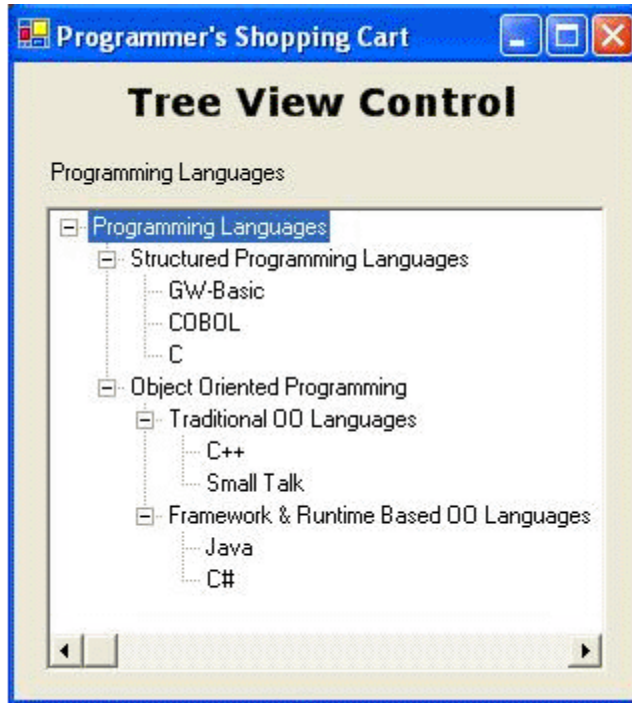 Programmer's Shopping Cart
Tree View Control
Programming Languages
Programming Languages
Structured Programming Languages
GW-Basic
COBOL
C
Object Oriented Programming
Traditional OO Languages
C++
Small Talk
Framework & Runtime Based OO Languages
Java
C#